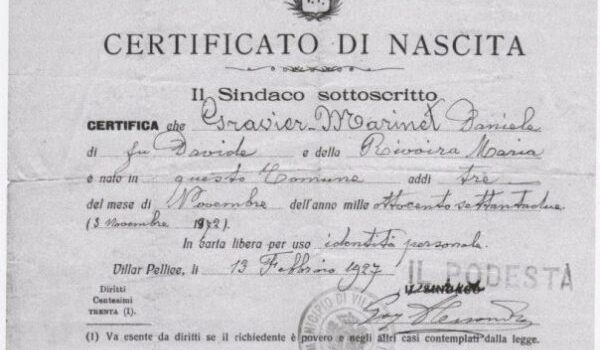 CERTIFICATO DI NASCITA
Il Sindaco sottoscritto
CERTIFICA che Gravier-Marinet Daniele
di fu Davide e della Rivoira Maria
è nato in questo Comune addì tre
del mese di Novembre dell'anno mille ottocento settantadue
(3 Novembre 1872)
In carta libera per uso identità personale.
Villar Pellice, li 13 Febbraio 1927
IL PODESTÀ
Diritti
Centesimi
TRENTA (1).
IL SINDACO
MUNICIPIO DI VIL
(1) Va esente da diritti se il richiedente è povero e negli altri casi contemplati dalla legge.